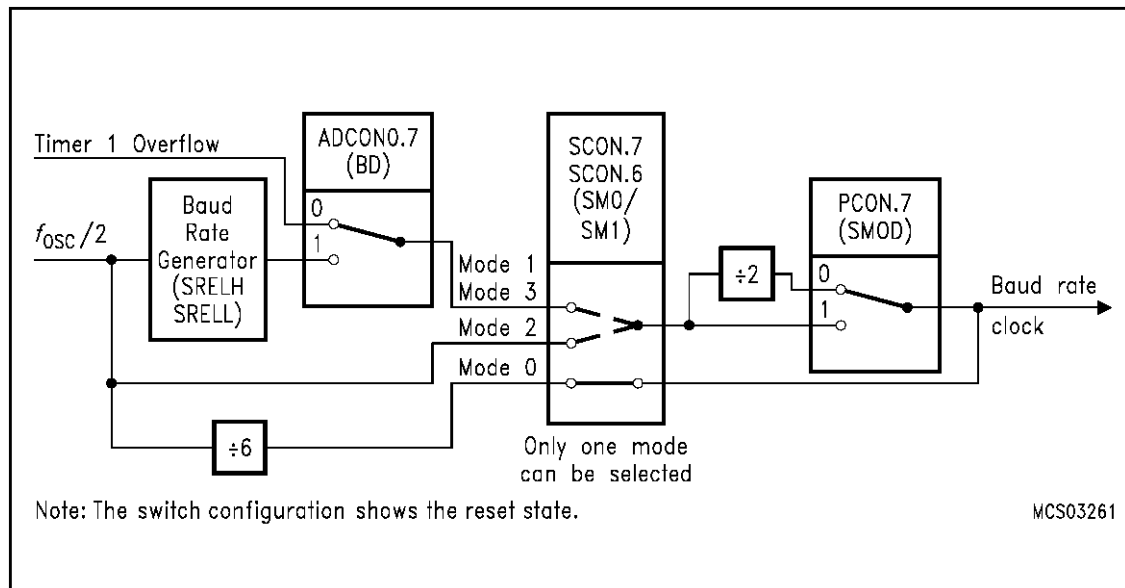 Timer 1 Overflow
f_OSC/2
Baud
Rate
Generator
(SRELH
SRELL)
ADCON0.7
(BD)
0
1
Mode 1
Mode 3
Mode 2
Mode 0
÷6
SCON.7
SCON.6
(SM0/
SM1)
Only one mode
can be selected
÷2
PCON.7
(SMOD)
0
1
Baud rate
clock
Note: The switch configuration shows the reset state.
MCS03261